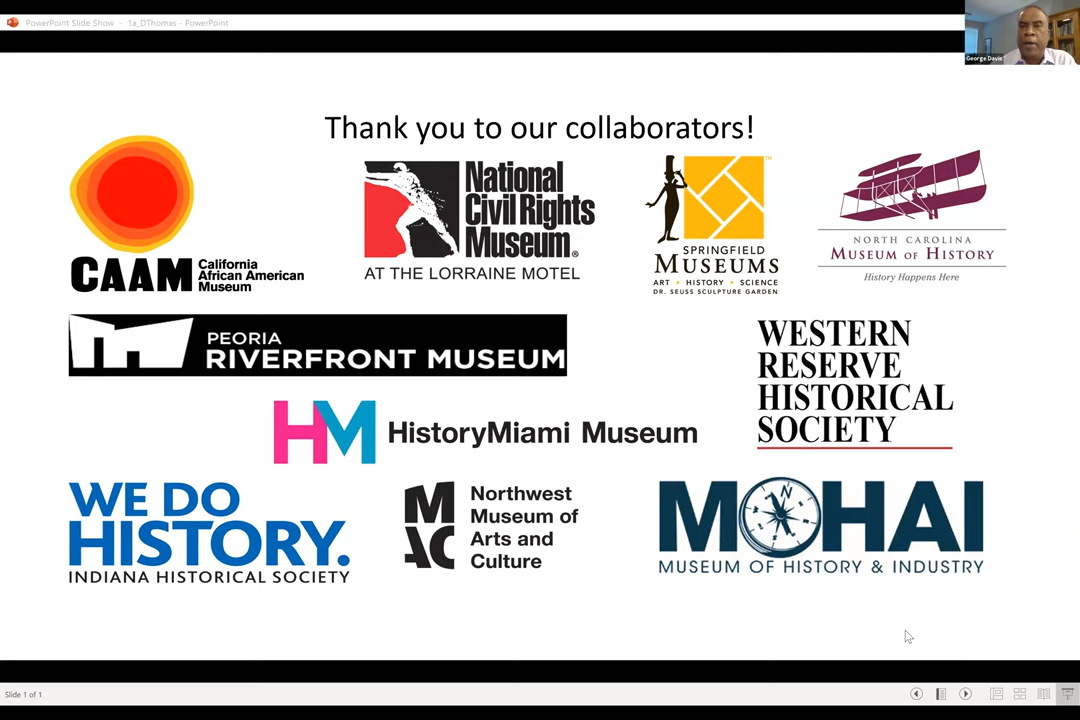 PowerPoint Slide Show - 1a_DThomas - PowerPoint
George Davis
Thank you to our collaborators!
CAAM
California
African American
Museum
National
Civil Rights
Museum.®
AT THE LORRAINE MOTEL
™
SPRINGFIELD
MUSEUMS
ART • HISTORY • SCIENCE
DR. SEUSS SCULPTURE GARDEN
NORTH CAROLINA
MUSEUM OF HISTORY
History Happens Here
PEORIA
RIVERFRONT MUSEUM
WESTERN
RESERVE
HISTORICAL
SOCIETY
HM
HistoryMiami Museum
WE DO
HISTORY.
INDIANA HISTORICAL SOCIETY
MAC
Northwest
Museum of
Arts and
Culture
N
MOHAI
MUSEUM OF HISTORY & INDUSTRY
Slide 1 of 1